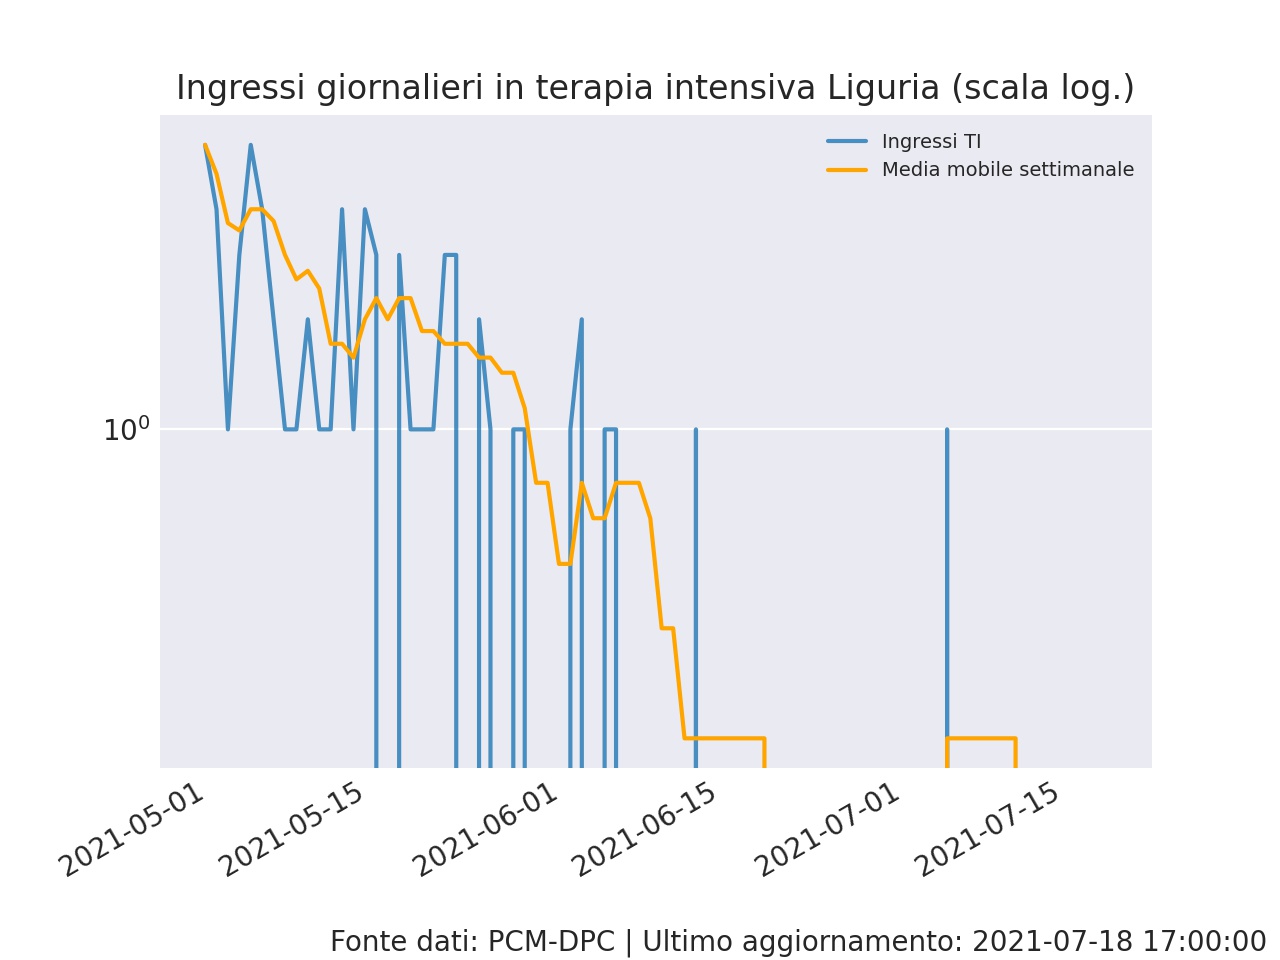 Ingressi giornalieri in terapia intensiva Liguria (scala log.)
Ingressi TI
Media mobile settimanale
10⁰
2021-05-01
2021-05-15
2021-06-01
2021-06-15
2021-07-01
2021-07-15
Fonte dati: PCM-DPC | Ultimo aggiornamento: 2021-07-18 17:00:00